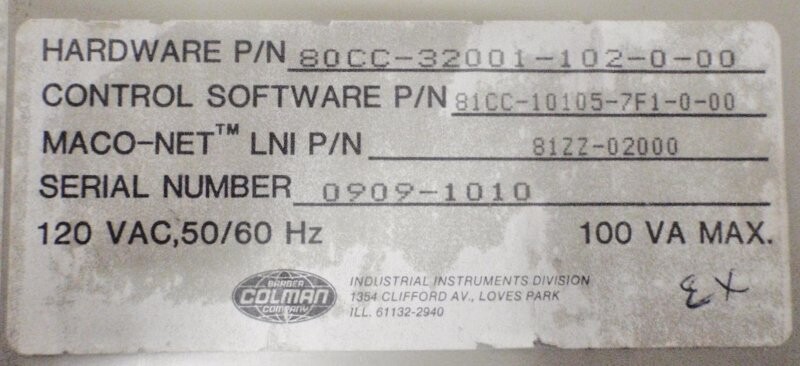 HARDWARE P/N 80CC-32001-102-0-00
CONTROL SOFTWARE P/N 81CC-10105-7F1-0-00
MACO-NET™ LNI P/N 81ZZ-02000
SERIAL NUMBER 0909-1010
120 VAC,50/60 Hz 100 VA MAX.
BARBER
COLMAN
COMPANY
INDUSTRIAL INSTRUMENTS DIVISION
1354 CLIFFORD AV., LOVES PARK
ILL. 61132-2940